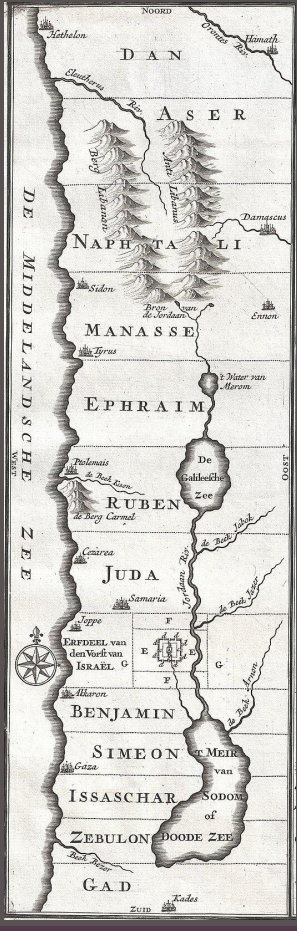 NOORD
Hethelon
Orontes Riv.
Hamath
DAN
Eleutherus Riv.
ASER
Berg Libanon
Anti Libanus
Damascus
NAPHTALI
Sidon
Bron van
de Jordaan
Ennon
MANASSE
Tyrus
't Water van
Merom
EPHRAIM
DE MIDDELANDSCHE ZEE
WEST
OOST
De
Galileesche
Zee
Ptolemais
de Beek Kison
RUBEN
de Berg Carmel
de Beek Jabok
Cezarea
JUDA
Jordaan Riv.
Samaria
de Beek Jaezer
Joppe
F
ERFDEEL van
den Vorst van
ISRAËL
E
E
G
G
F
Akkaron
de Beek Arnon
BENJAMIN
SIMEON
'T MEIR
van
SODOM
of
DOODE ZEE
Gaza
ISSASCHAR
ZEBULON
Beek Bezor
GAD
Kades
ZUID